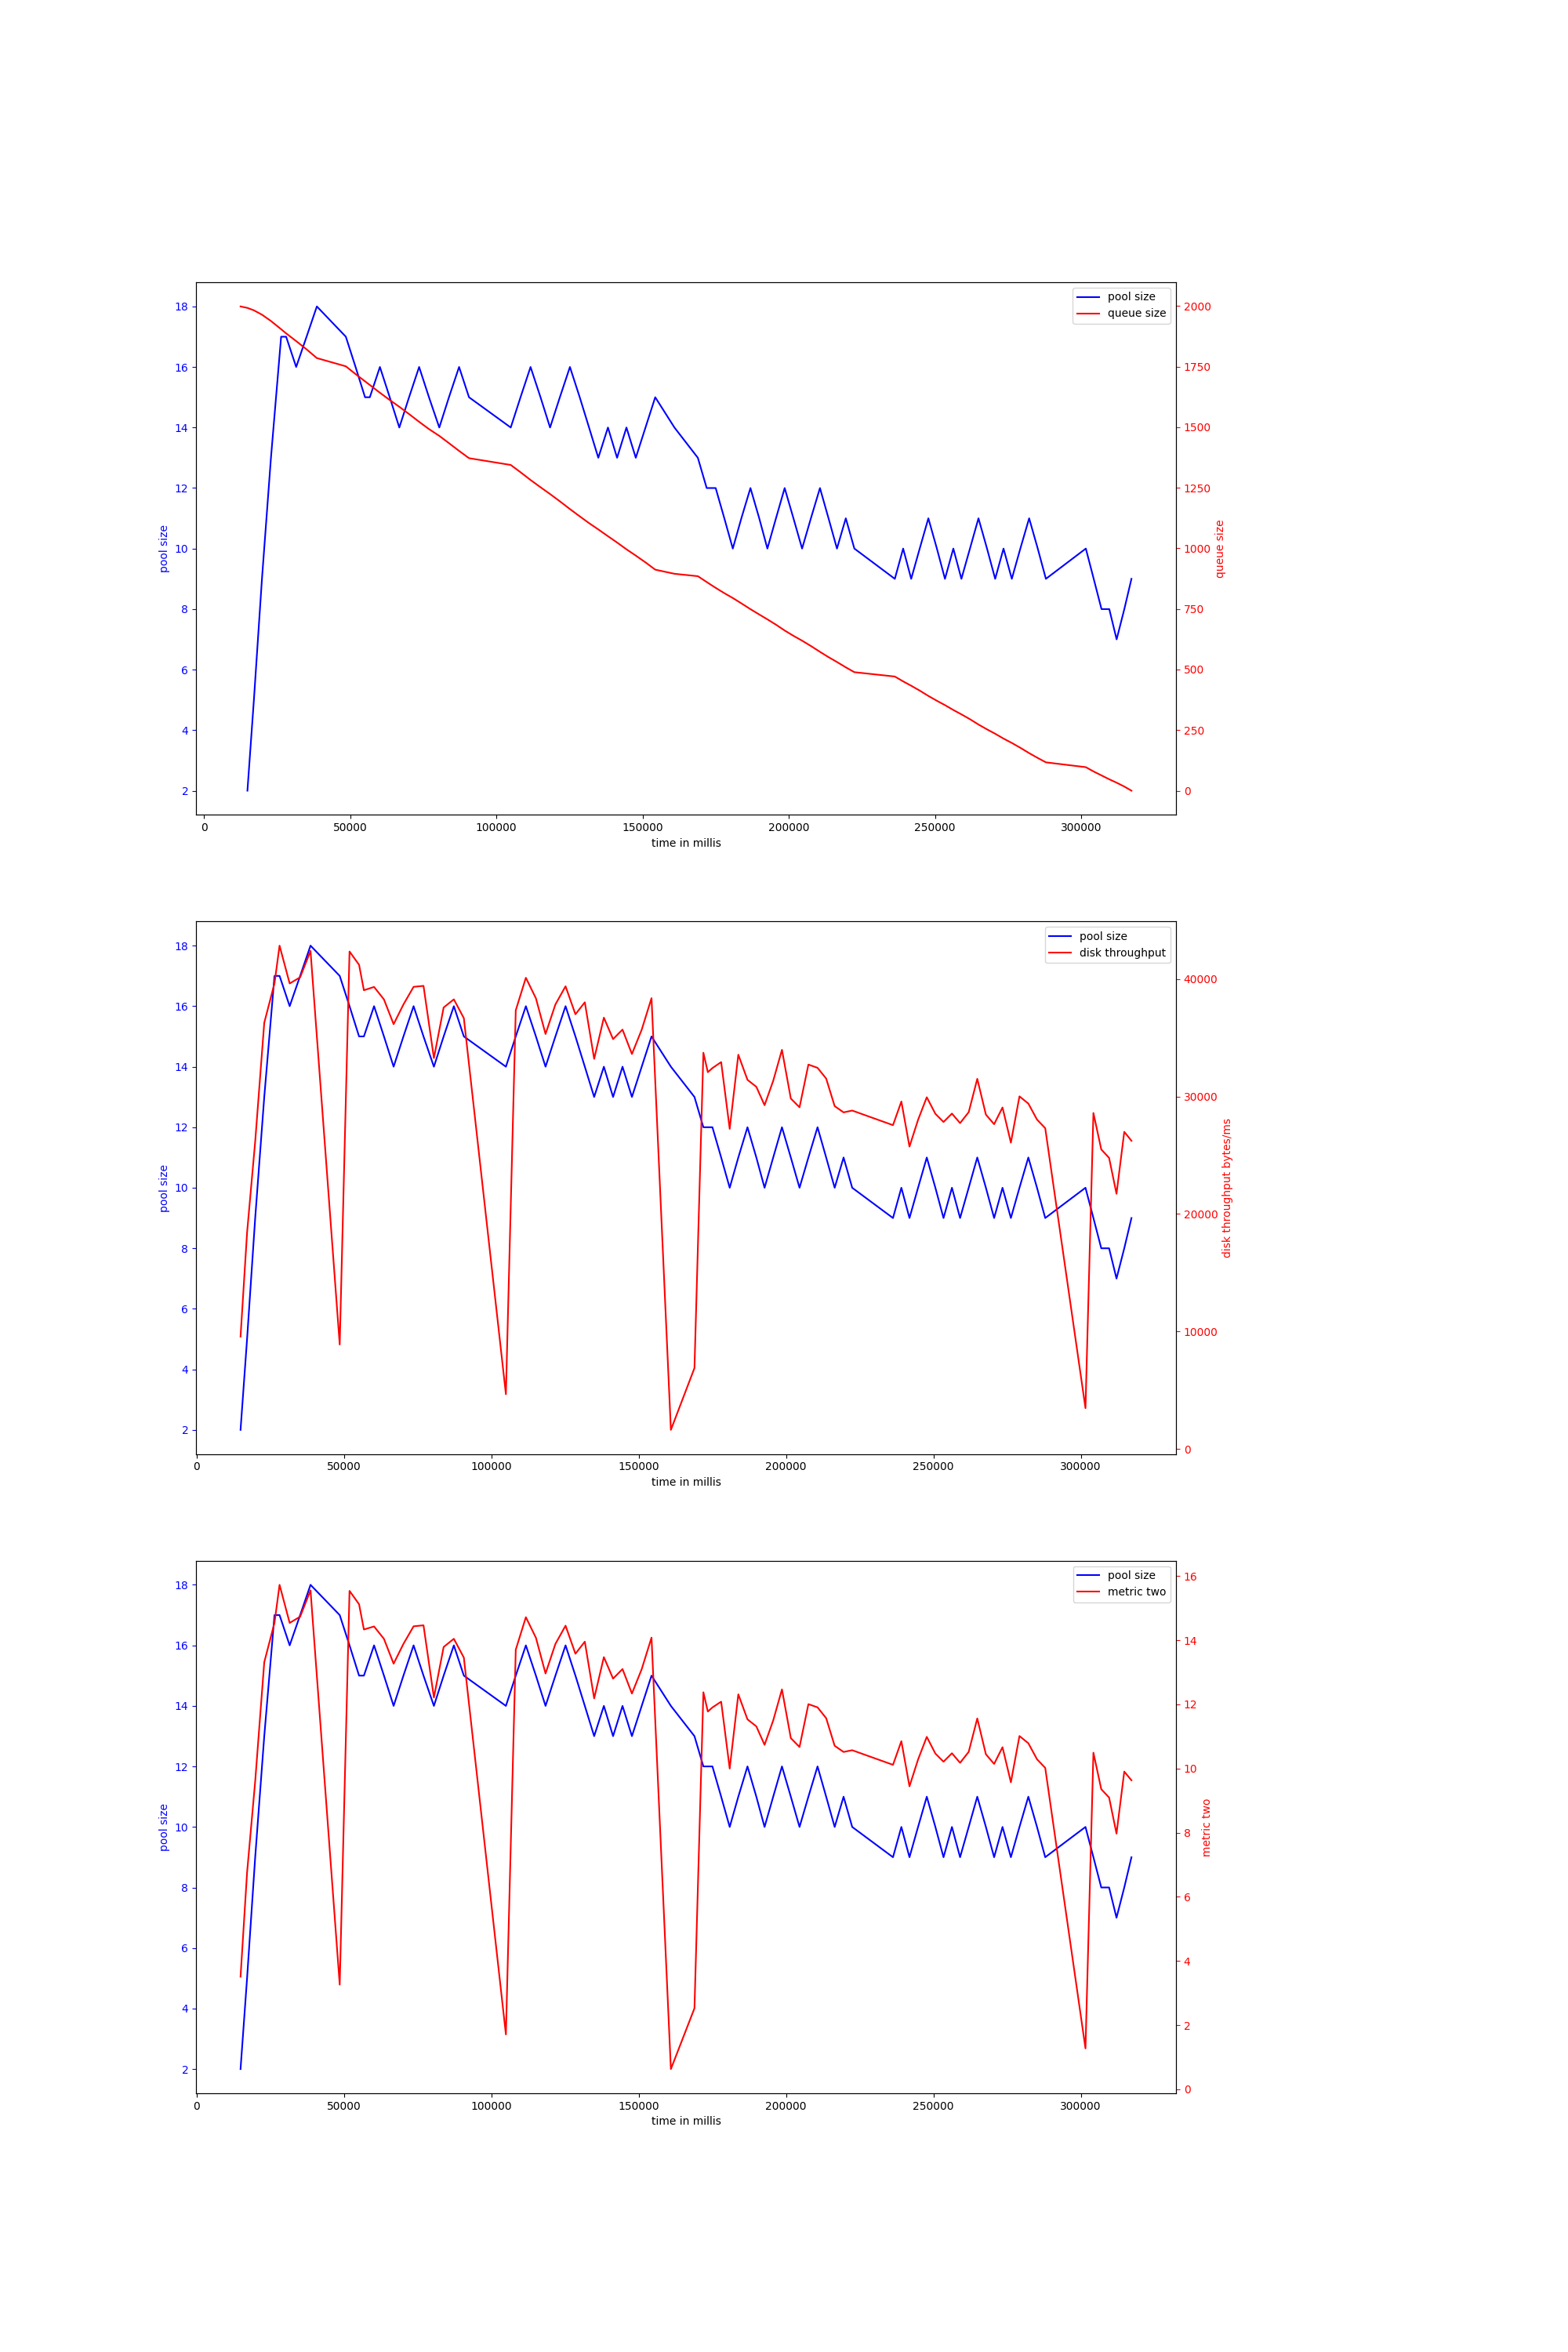 pool size
queue size
18
16
14
12
10
8
6
4
2
pool size
2000
1750
1500
1250
1000
750
500
250
0
queue size
0 50000 100000 150000 200000 250000 300000
time in millis
pool size
disk throughput
18
16
14
12
10
8
6
4
2
pool size
40000
30000
20000
10000
0
disk throughput bytes/ms
0 50000 100000 150000 200000 250000 300000
time in millis
pool size
metric two
18
16
14
12
10
8
6
4
2
pool size
16
14
12
10
8
6
4
2
0
metric two
0 50000 100000 150000 200000 250000 300000
time in millis